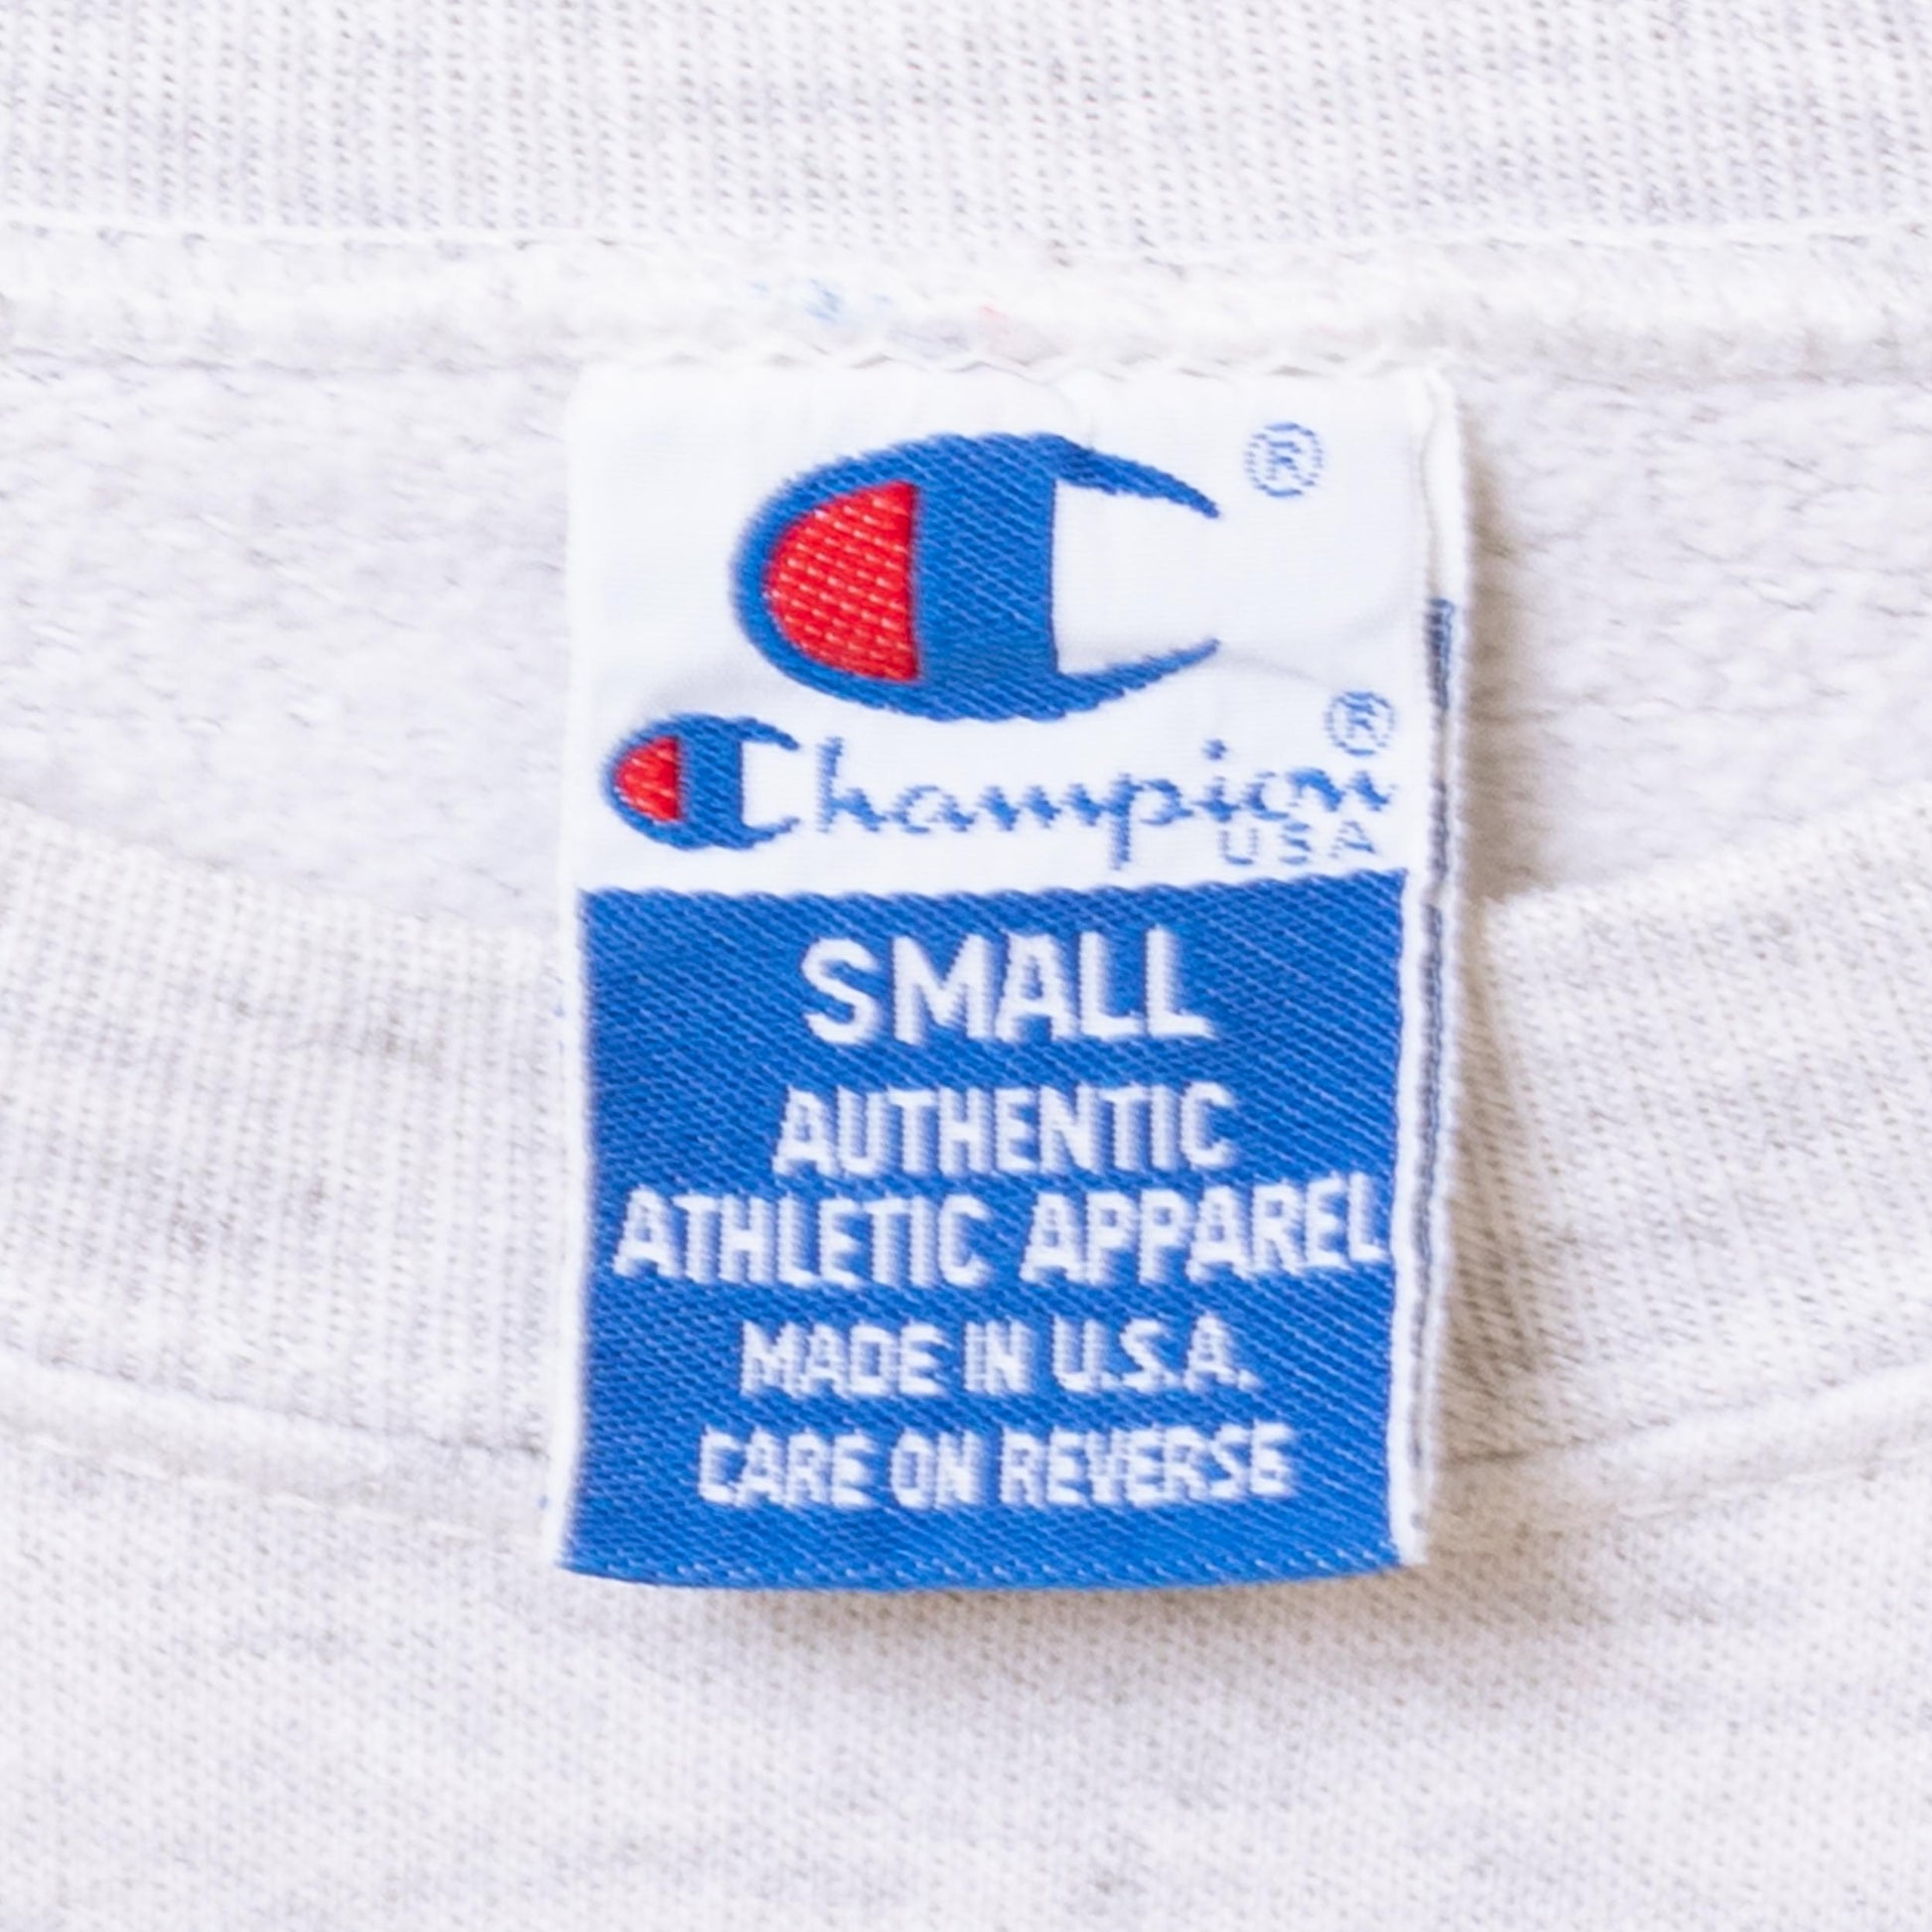 C®
Champion®
USA
SMALL
AUTHENTIC
ATHLETIC APPAREL
MADE IN U.S.A.
CARE ON REVERSE